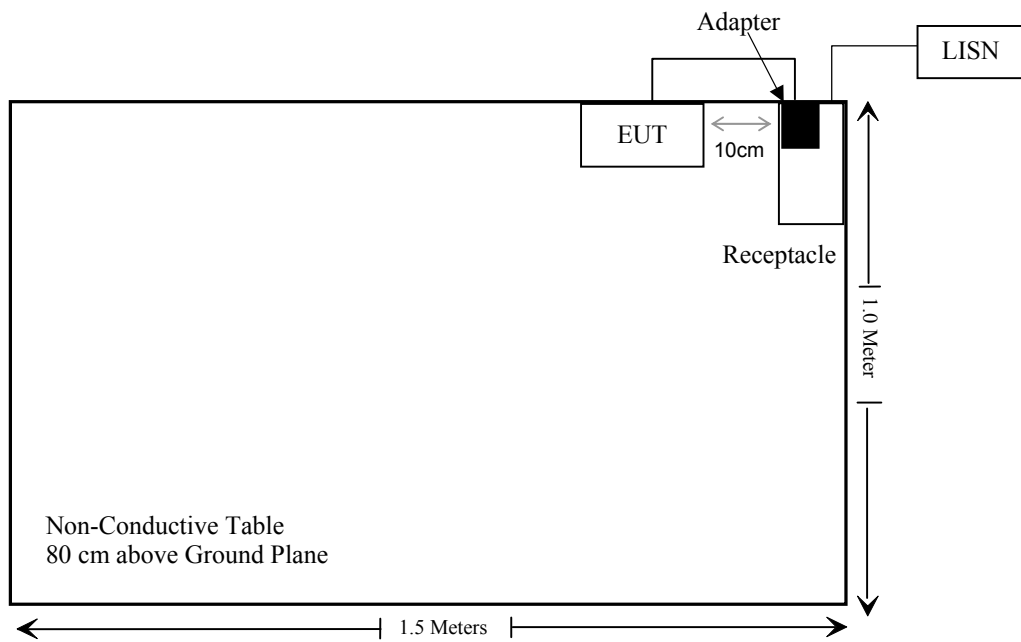 Adapter
LISN
EUT
10cm
Receptacle
1.0 Meter
Non-Conductive Table
80 cm above Ground Plane
1.5 Meters